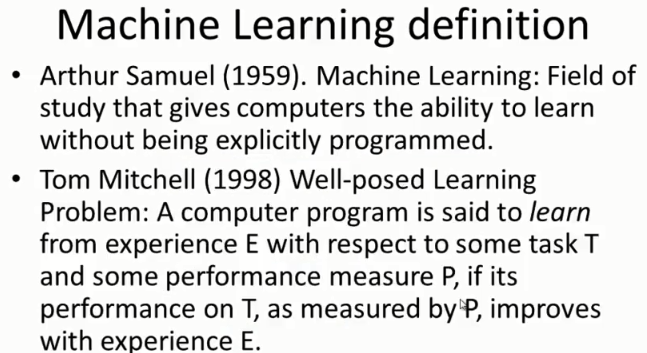 Machine Learning definition
• Arthur Samuel (1959). Machine Learning: Field of
study that gives computers the ability to learn
without being explicitly programmed.
• Tom Mitchell (1998) Well-posed Learning
Problem: A computer program is said to learn
from experience E with respect to some task T
and some performance measure P, if its
performance on T, as measured by P, improves
with experience E.